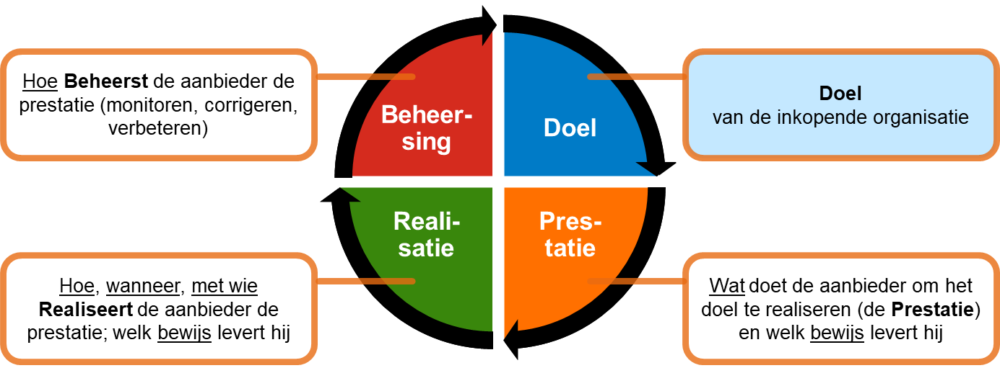 Hoe Beheerst de aanbieder de
prestatie (monitoren, corrigeren,
verbeteren)
Beheer-
sing
Doel
Doel
van de inkopende organisatie
Hoe, wanneer, met wie
Realiseert de aanbieder de
prestatie; welk bewijs levert hij
Reali-
satie
Pres-
tatie
Wat doet de aanbieder om het
doel te realiseren (de Prestatie)
en welk bewijs levert hij